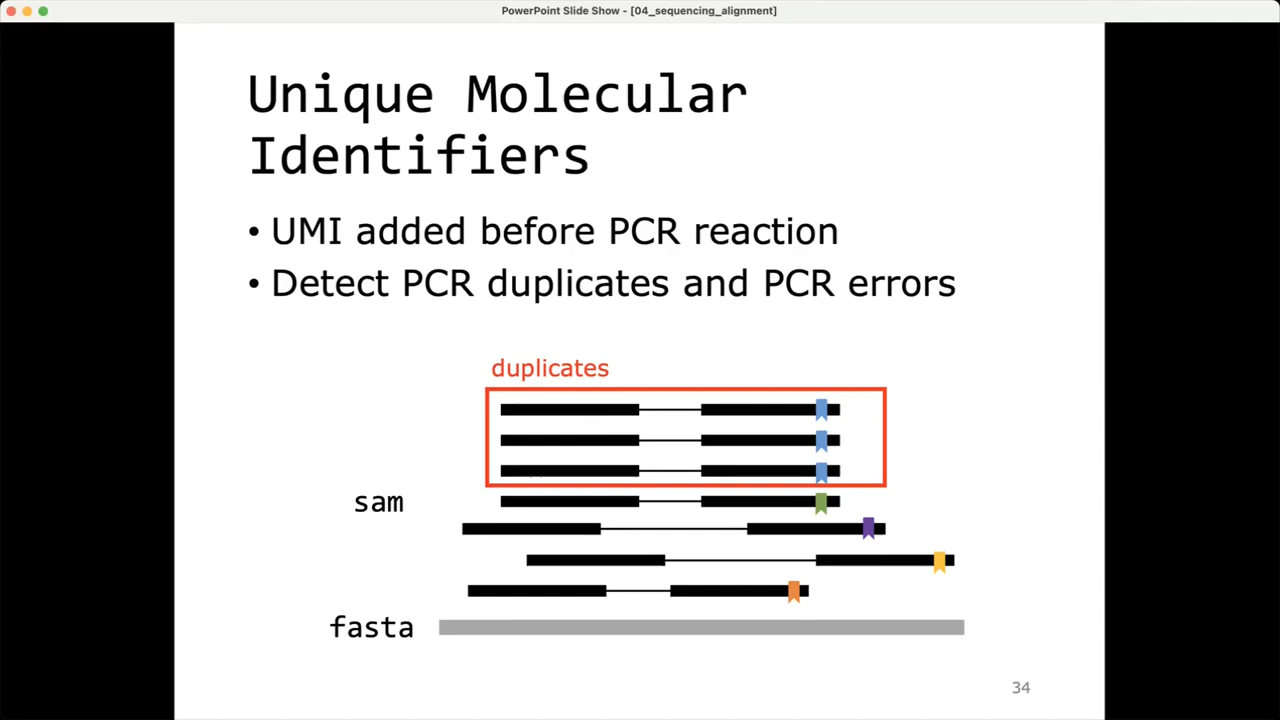 PowerPoint Slide Show - [04_sequencing_alignment]
Unique Molecular
Identifiers
• UMI added before PCR reaction
• Detect PCR duplicates and PCR errors
duplicates
sam
fasta
34